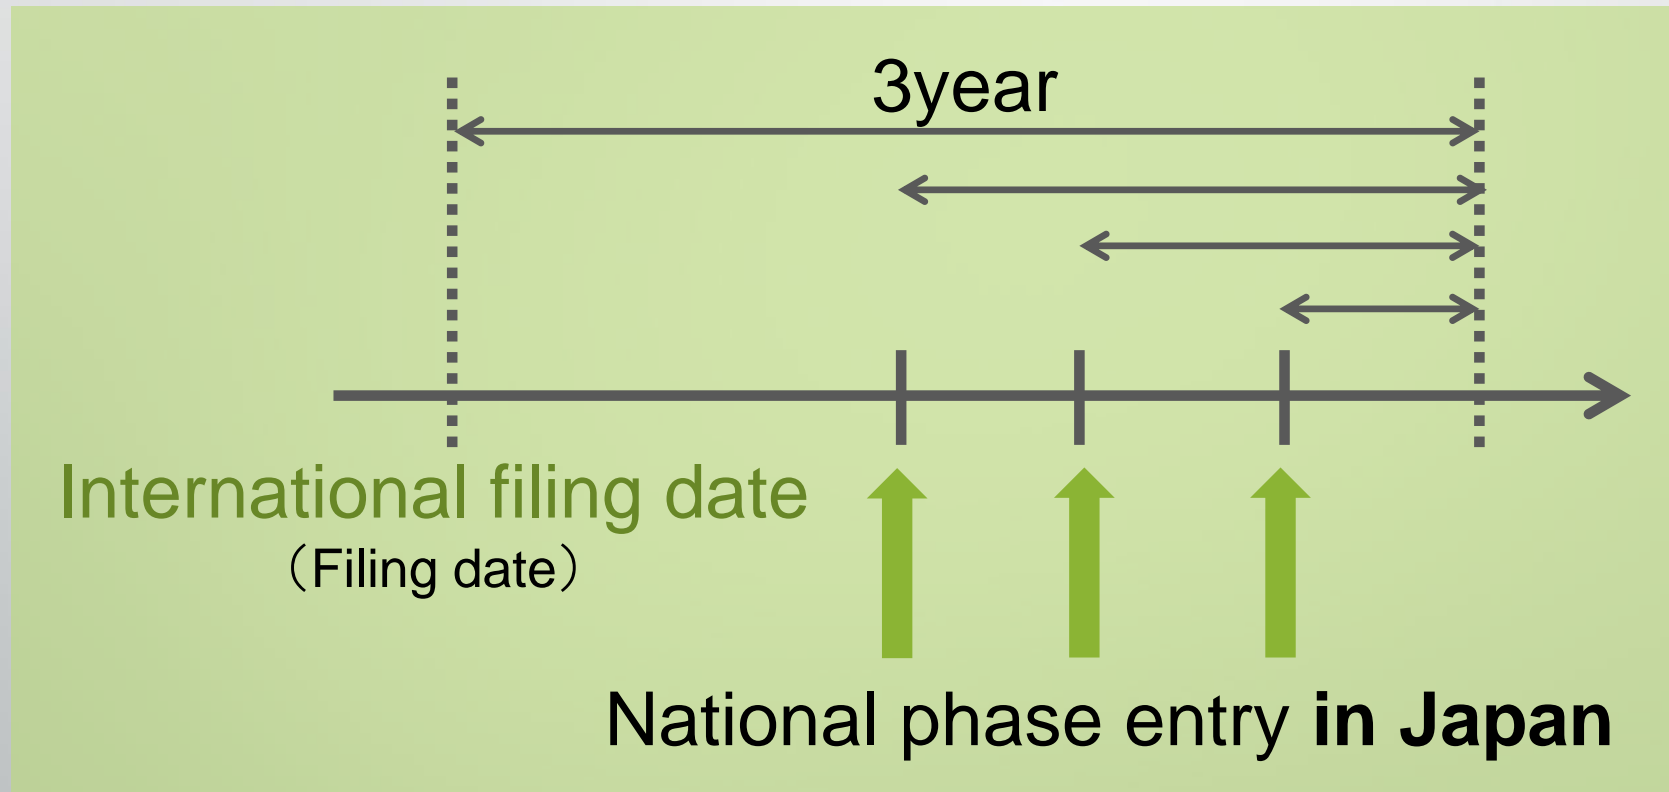 3year
International filing date
（Filing date）
National phase entry in Japan